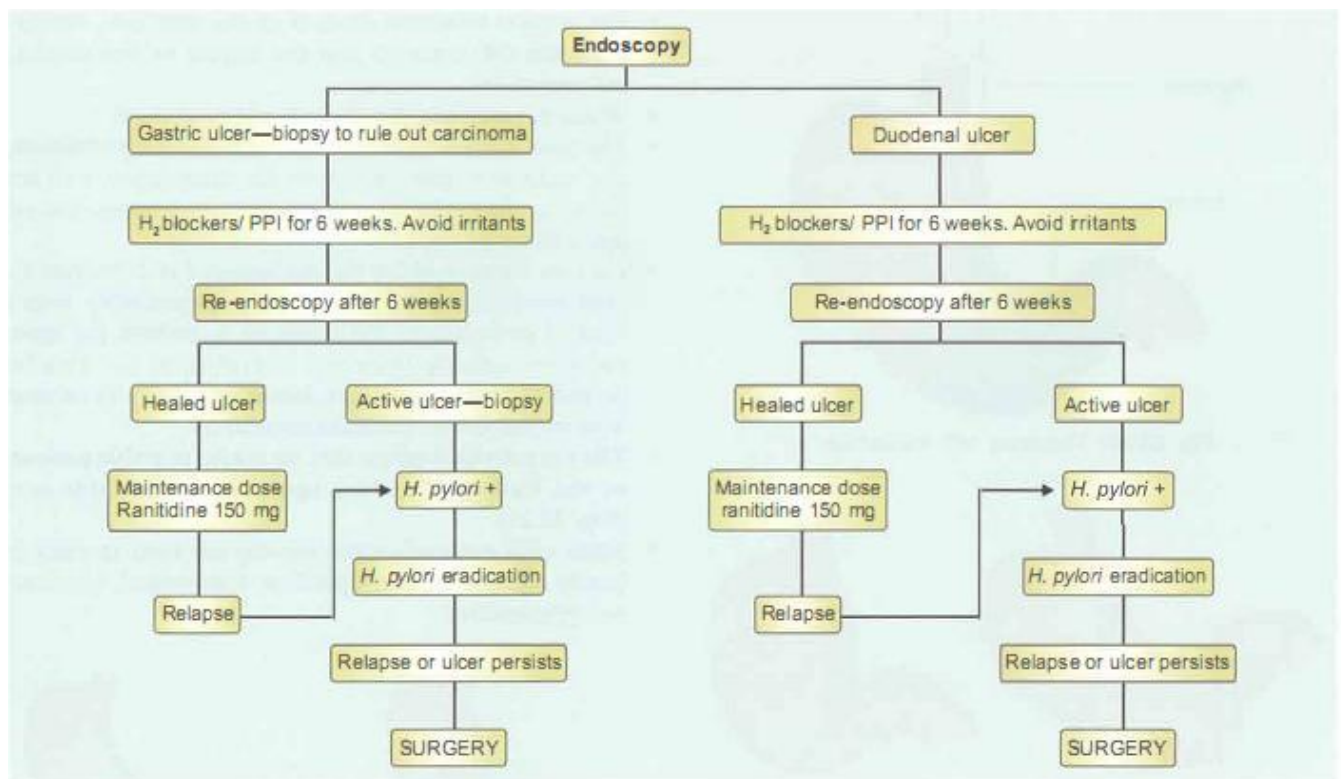 Endoscopy
Gastric ulcer—biopsy to rule out carcinoma
H₂ blockers/ PPI for 6 weeks. Avoid irritants
Re-endoscopy after 6 weeks
Healed ulcer
Active ulcer—biopsy
Maintenance dose
Ranitidine 150 mg
H. pylori +
H. pylori eradication
Relapse
Relapse or ulcer persists
SURGERY
Duodenal ulcer
H₂ blockers/ PPI for 6 weeks. Avoid irritants
Re-endoscopy after 6 weeks
Healed ulcer
Active ulcer
Maintenance dose
ranitidine 150 mg
H. pylori +
H. pylori eradication
Relapse
Relapse or ulcer persists
SURGERY